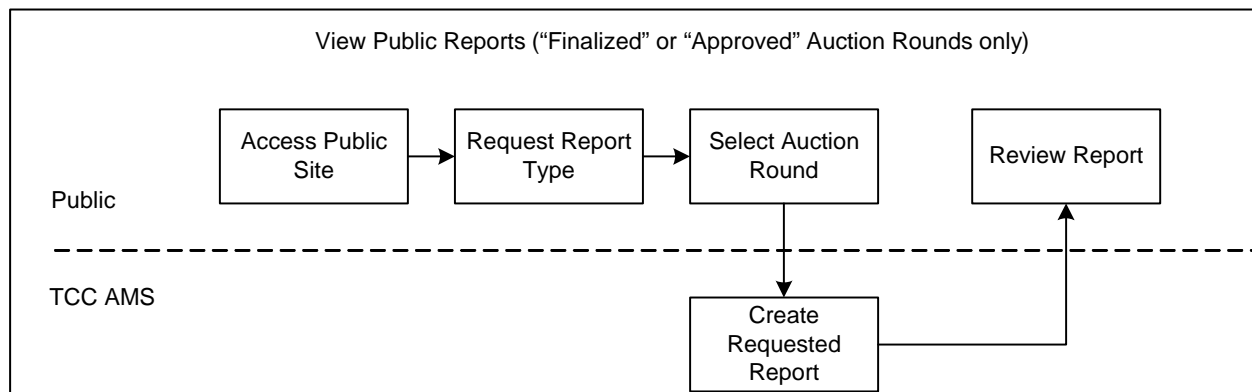 View Public Reports (“Finalized” or “Approved” Auction Rounds only)
Access Public
Site
Request Report
Type
Select Auction
Round
Review Report
Public
TCC AMS
Create
Requested
Report